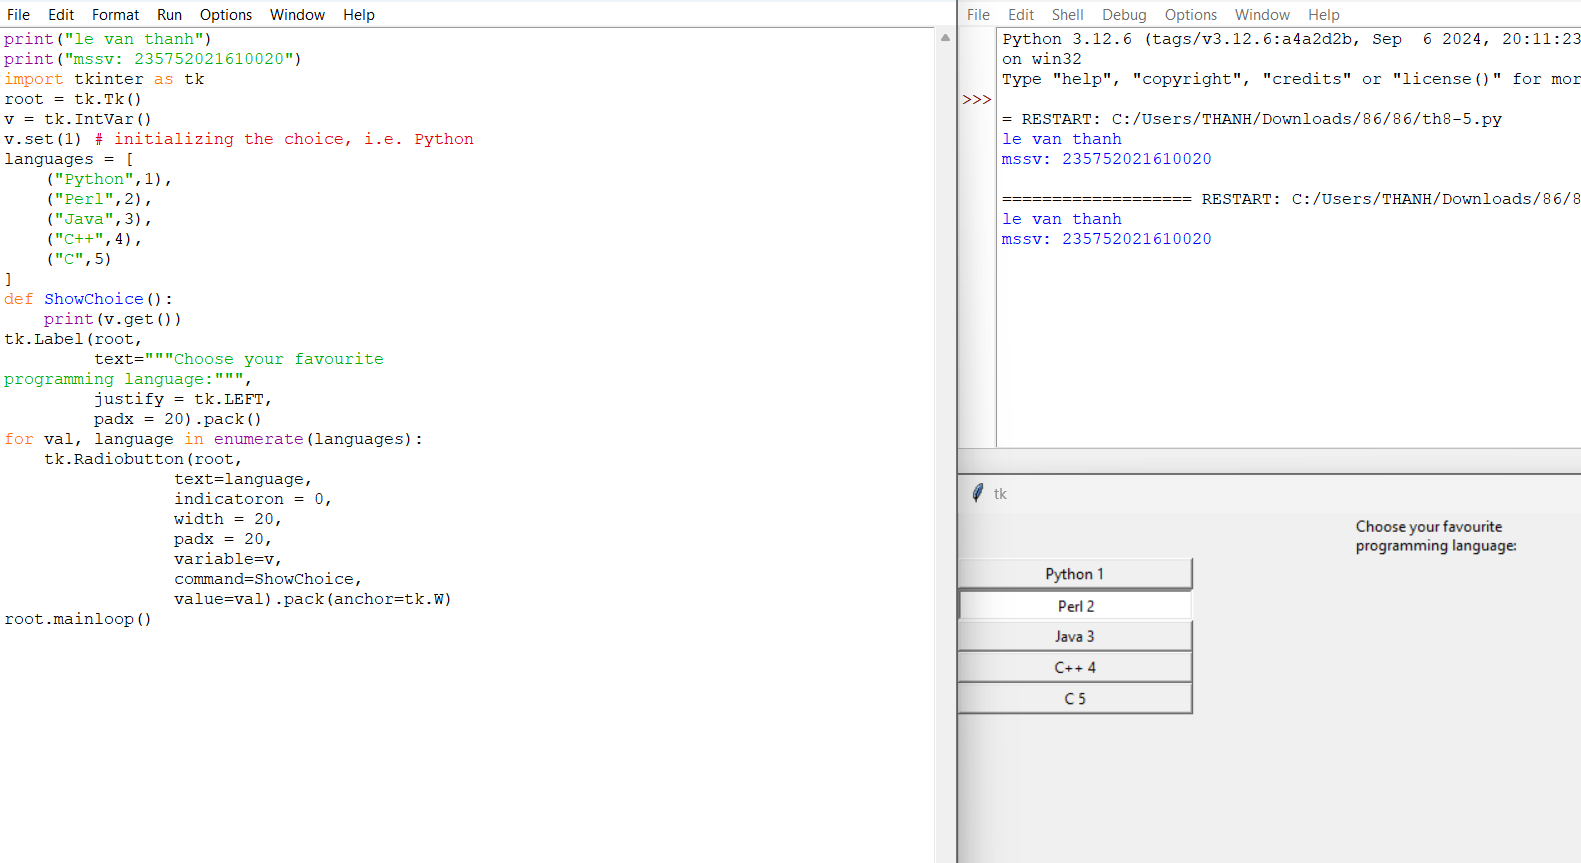 File Edit Format Run Options Window Help
print("le van thanh")
print("mssv: 235752021610020")
import tkinter as tk
root = tk.Tk()
v = tk.IntVar()
v.set(1) # initializing the choice, i.e. Python
languages = [
    ("Python",1),
    ("Perl",2),
    ("Java",3),
    ("C++",4),
    ("C",5)
]
def ShowChoice():
    print(v.get())
tk.Label(root,
         text="""Choose your favourite
programming language:""",
         justify = tk.LEFT,
         padx = 20).pack()
for val, language in enumerate(languages):
    tk.Radiobutton(root,
                 text=language,
                 indicatoron = 0,
                 width = 20,
                 padx = 20,
                 variable=v,
                 command=ShowChoice,
                 value=val).pack(anchor=tk.W)
root.mainloop()
File Edit Shell Debug Options Window Help
Python 3.12.6 (tags/v3.12.6:a4a2d2b, Sep  6 2024, 20:11:23
on win32
Type "help", "copyright", "credits" or "license()" for mor
>>>
= RESTART: C:/Users/THANH/Downloads/86/86/th8-5.py
le van thanh
mssv: 235752021610020
=================== RESTART: C:/Users/THANH/Downloads/86/8
le van thanh
mssv: 235752021610020
tk
Choose your favourite
programming language:
Python 1
Perl 2
Java 3
C++ 4
C 5